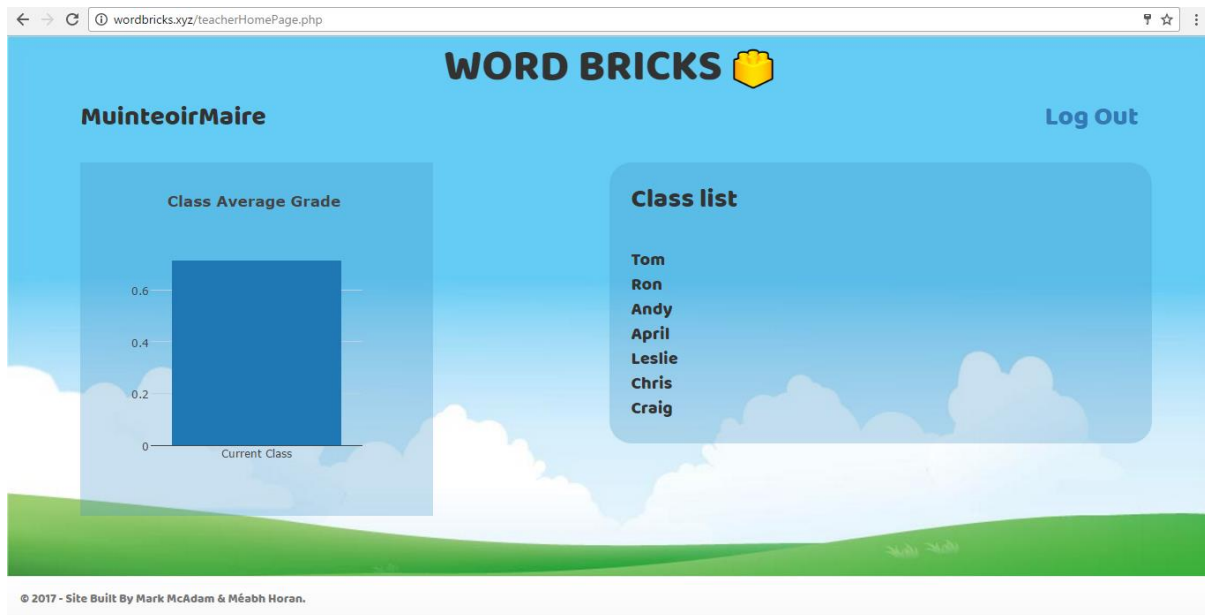 wordbricks.xyz/teacherHomePage.php
WORD BRICKS
MuinteoirMaire
Log Out
Class Average Grade
0.6
0.4
0.2
0
Current Class
Class list
Tom
Ron
Andy
April
Leslie
Chris
Craig
© 2017 - Site Built By Mark McAdam & Méabh Horan.